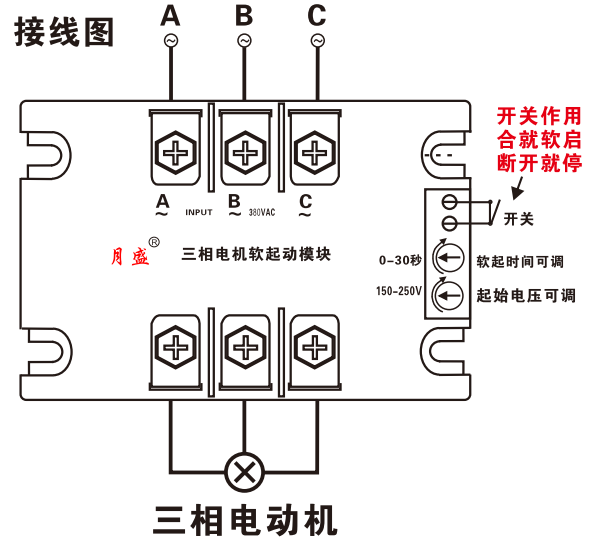 接线图
A B C
~ ~ ~
开关作用
合就软启
断开就停
A INPUT B 380VAC C
~ ~ ~
开关
月盛® 三相电机软起动模块
0-30秒 软起时间可调
150-250V 起始电压可调
三相电动机